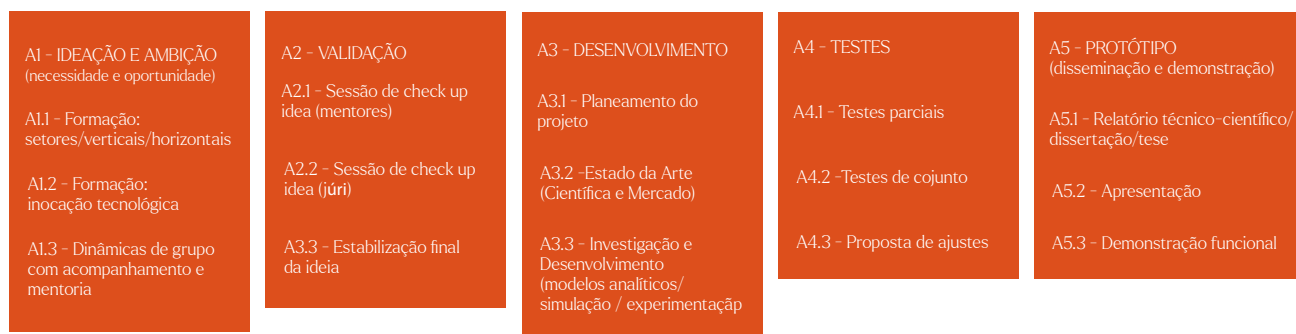 A1 - IDEAÇÃO E AMBIÇÃO
(necessidade e oportunidade)
A1.1 - Formação:
setores/verticais/horizontais
A1.2 - Formação:
inocação tecnológica
A1.3 - Dinâmicas de grupo
com acompanhamento e
mentoria
A2 - VALIDAÇÃO
A2.1 - Sessão de check up
idea (mentores)
A2.2 - Sessão de check up
idea (júri)
A3.3 - Estabilização final
da ideia
A3 - DESENVOLVIMENTO
A3.1 - Planeamento do
projeto
A3.2 -Estado da Arte
(Científica e Mercado)
A3.3 - Investigação e
Desenvolvimento
(modelos analíticos/
simulação / experimentaçãp
A4 - TESTES
A4.1 - Testes parciais
A4.2 -Testes de cojunto
A4.3 - Proposta de ajustes
A5 - PROTÓTIPO
(disseminação e demonstração)
A5.1 - Relatório técnico-científico/
dissertação/tese
A5.2 - Apresentação
A5.3 - Demonstração funcional